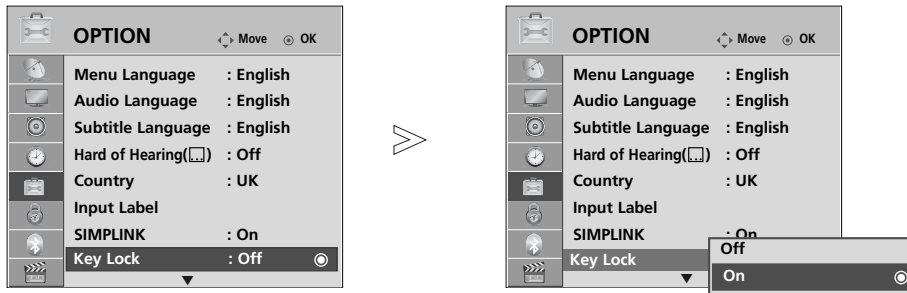 OPTION Move OK
Menu Language : English
Audio Language : English
Subtitle Language : English
Hard of Hearing( ) : Off
Country : UK
Input Label
SIMPLINK : On
Key Lock : Off
OPTION Move OK
Menu Language : English
Audio Language : English
Subtitle Language : English
Hard of Hearing( ) : Off
Country : UK
Input Label
SIMPLINK : On
Key Lock
Off
On